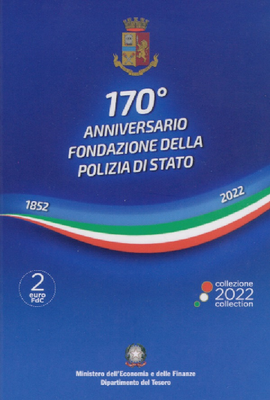 170°
ANNIVERSARIO
FONDAZIONE DELLA
POLIZIA DI STATO
1852
2022
2
euro
FdC
collezione
2022
collection
Ministero dell'Economia e delle Finanze
Dipartimento del Tesoro